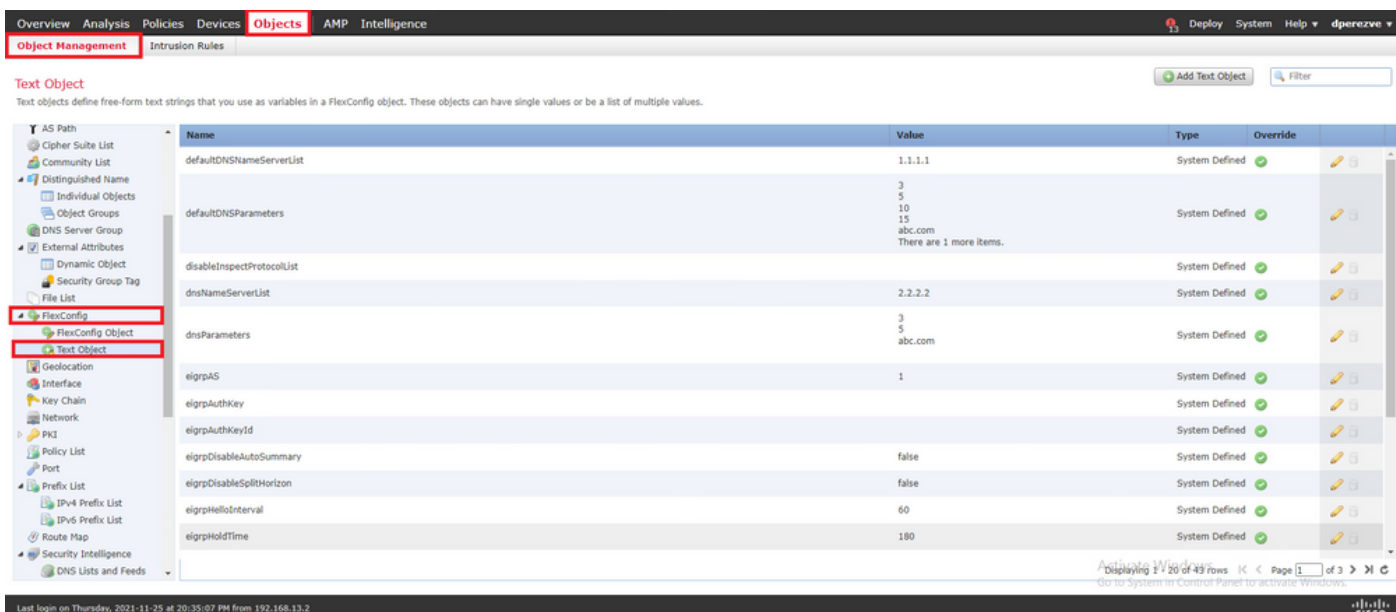 Overview Analysis Policies Devices Objects AMP Intelligence
13 Deploy System Help dperezve
Object Management Intrusion Rules
Text Object
Add Text Object Filter
Text objects define free-form text strings that you use as variables in a FlexConfig object. These objects can have single values or be a list of multiple values.
AS Path
Cipher Suite List
Community List
Distinguished Name
Individual Objects
Object Groups
DNS Server Group
External Attributes
Dynamic Object
Security Group Tag
File List
FlexConfig
FlexConfig Object
Text Object
Geolocation
Interface
Key Chain
Network
PKI
Policy List
Port
Prefix List
IPv4 Prefix List
IPv6 Prefix List
Route Map
Security Intelligence
DNS Lists and Feeds
Name Value Type Override
defaultDNSNameServerList 1.1.1.1 System Defined
defaultDNSParameters 3
5
10
15
abc.com
There are 1 more items. System Defined
disableInspectProtocolList System Defined
dnsNameServerList 2.2.2.2 System Defined
dnsParameters 3
5
abc.com System Defined
eigrpAS 1 System Defined
eigrpAuthKey System Defined
eigrpAuthKeyId System Defined
eigrpDisableAutoSummary false System Defined
eigrpDisableSplitHorizon false System Defined
eigrpHelloInterval 60 System Defined
eigrpHoldTime 180 System Defined
Activate Windows
Displaying 1 - 20 of 49 rows Page 1 of 3
Go to System in Control Panel to activate Windows.
Last login on Thursday, 2021-11-25 at 20:35:07 PM from 192.168.13.2